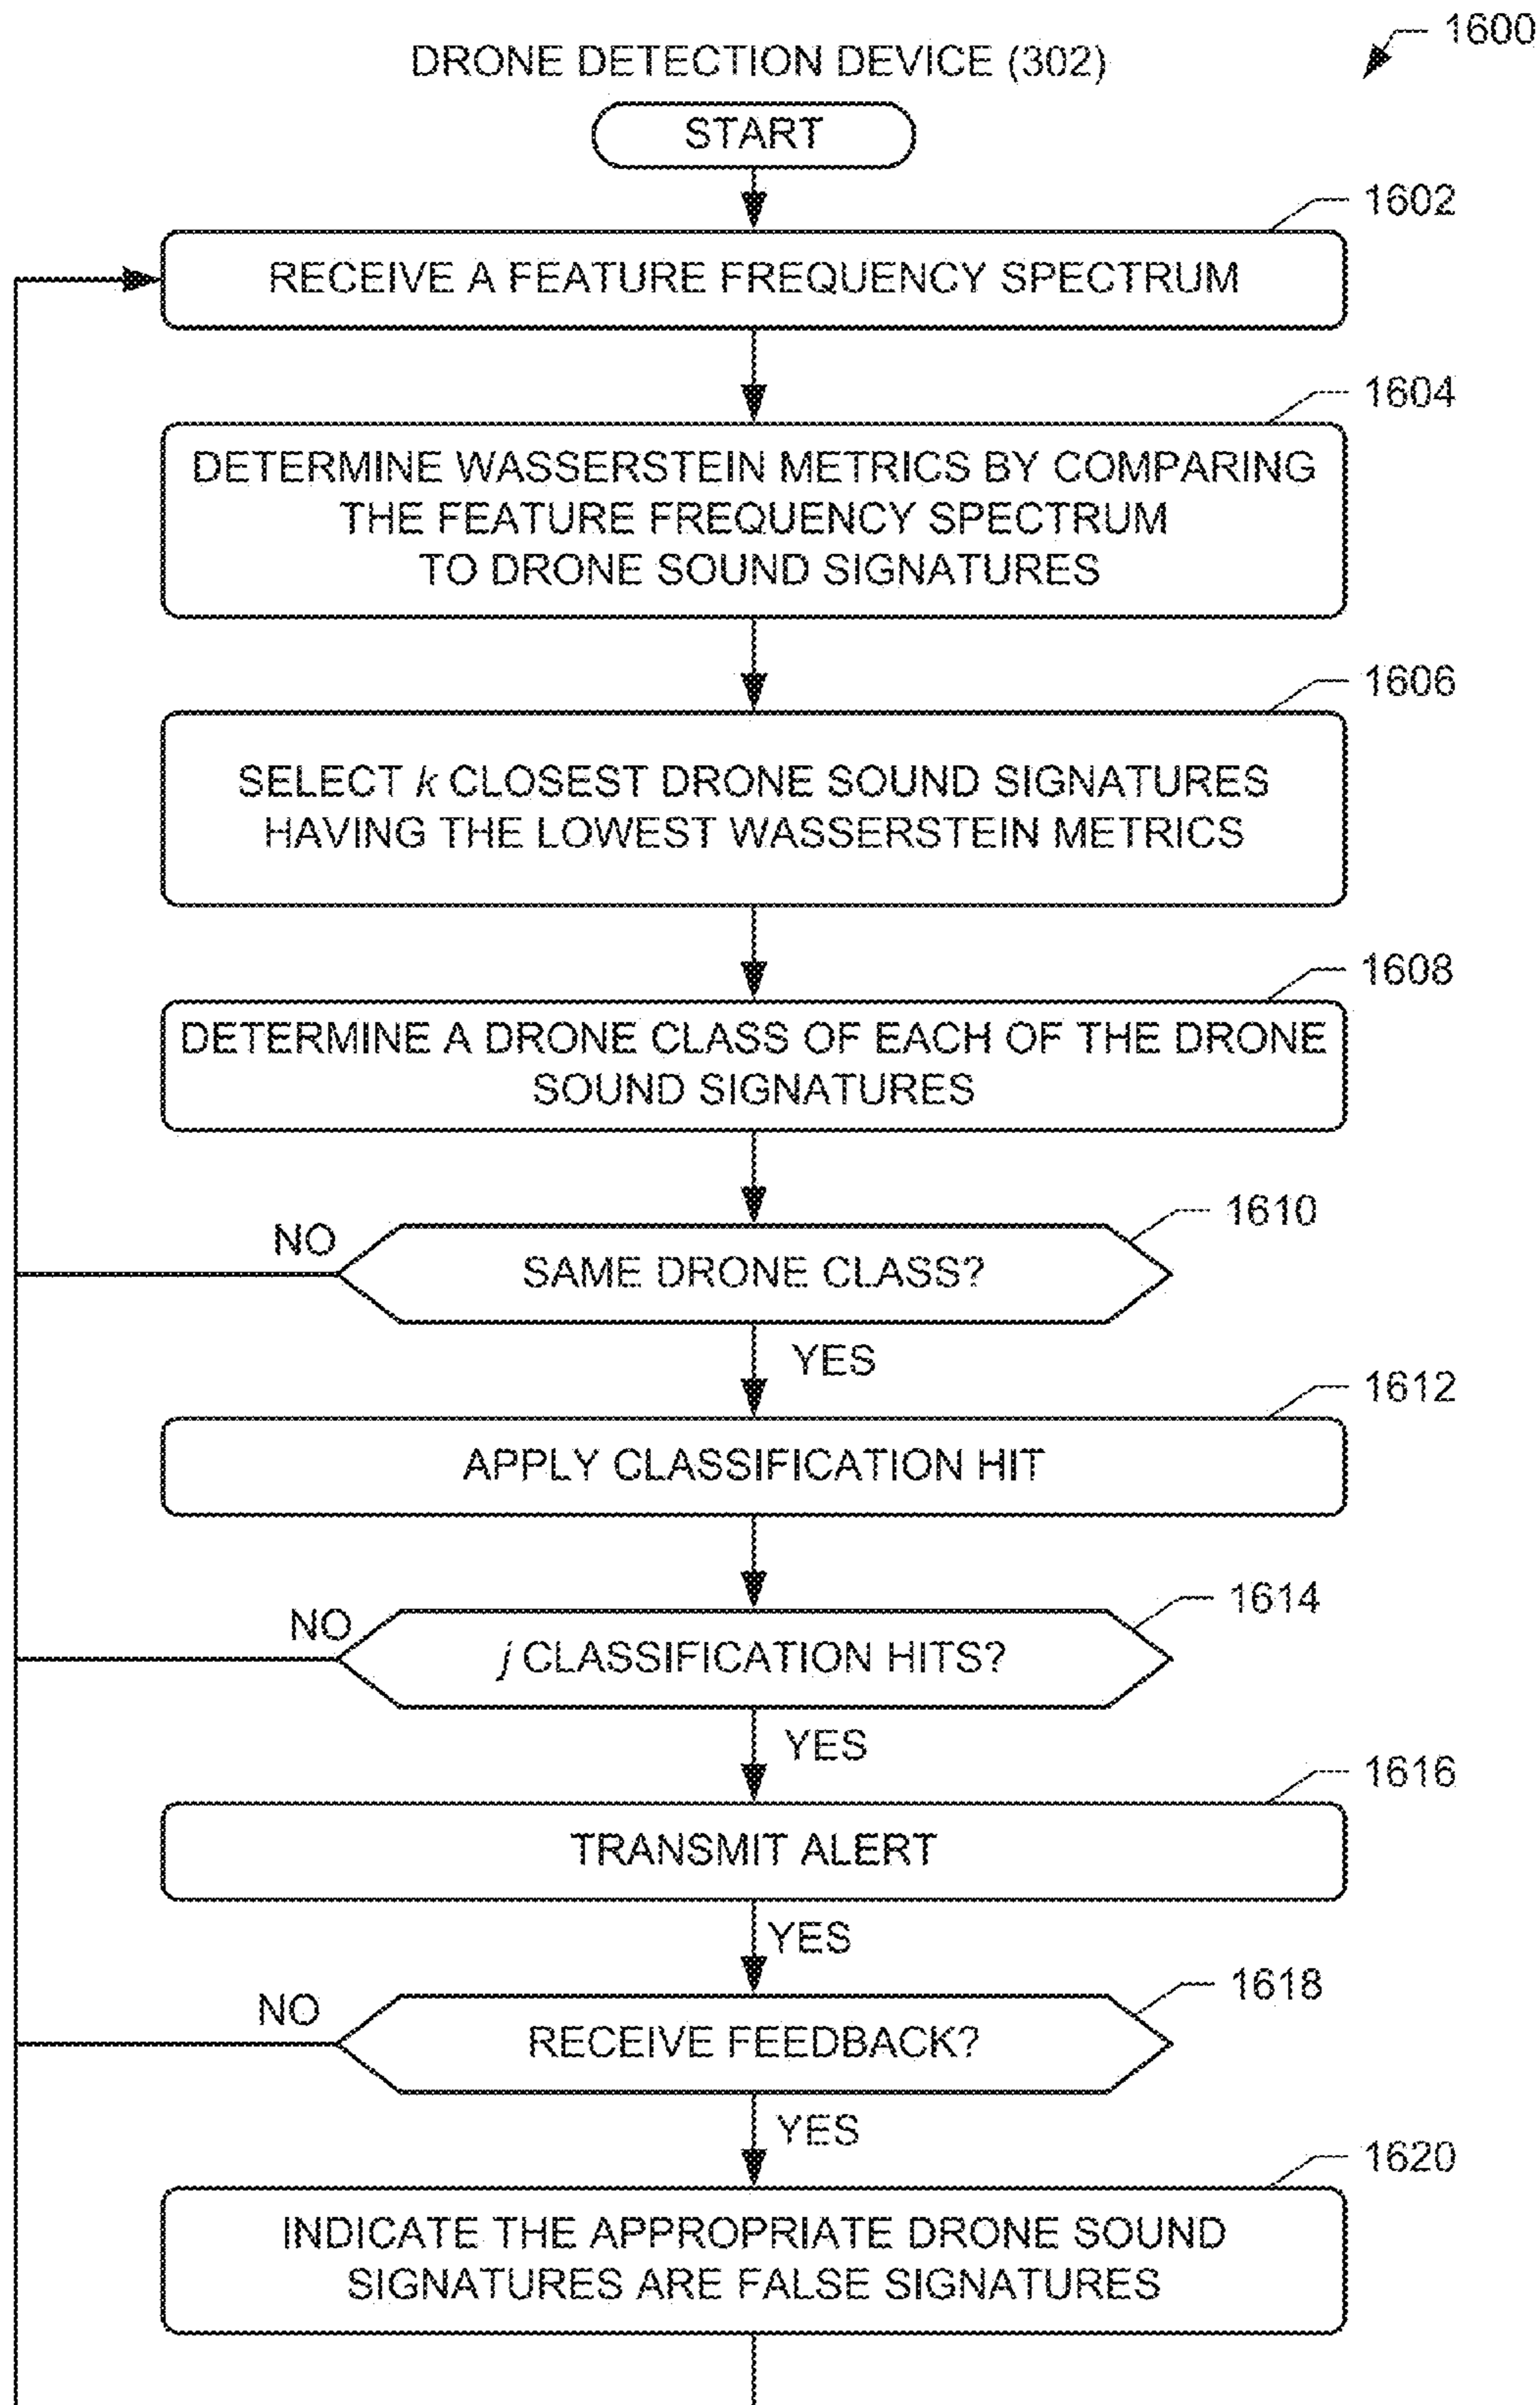 1600
DRONE DETECTION DEVICE (302)
START
1602
RECEIVE A FEATURE FREQUENCY SPECTRUM
1604
DETERMINE WASSERSTEIN METRICS BY COMPARING
THE FEATURE FREQUENCY SPECTRUM
TO DRONE SOUND SIGNATURES
1606
SELECT k CLOSEST DRONE SOUND SIGNATURES
HAVING THE LOWEST WASSERSTEIN METRICS
1608
DETERMINE A DRONE CLASS OF EACH OF THE DRONE
SOUND SIGNATURES
1610
NO
SAME DRONE CLASS?
YES
1612
APPLY CLASSIFICATION HIT
1614
NO
j CLASSIFICATION HITS?
YES
1616
TRANSMIT ALERT
YES
1618
NO
RECEIVE FEEDBACK?
YES
1620
INDICATE THE APPROPRIATE DRONE SOUND
SIGNATURES ARE FALSE SIGNATURES